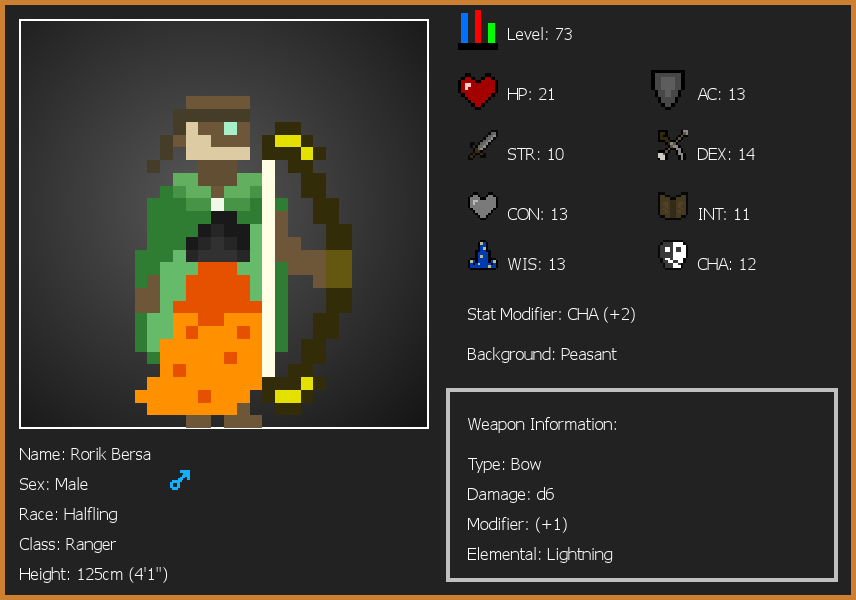 Level: 73
HP: 21
AC: 13
STR: 10
DEX: 14
CON: 13
INT: 11
WIS: 13
CHA: 12
Stat Modifier: CHA (+2)
Background: Peasant
Weapon Information:
Type: Bow
Damage: d6
Modifier: (+1)
Elemental: Lightning
Name: Rorik Bersa
Sex: Male
Race: Halfling
Class: Ranger
Height: 125cm (4'1")